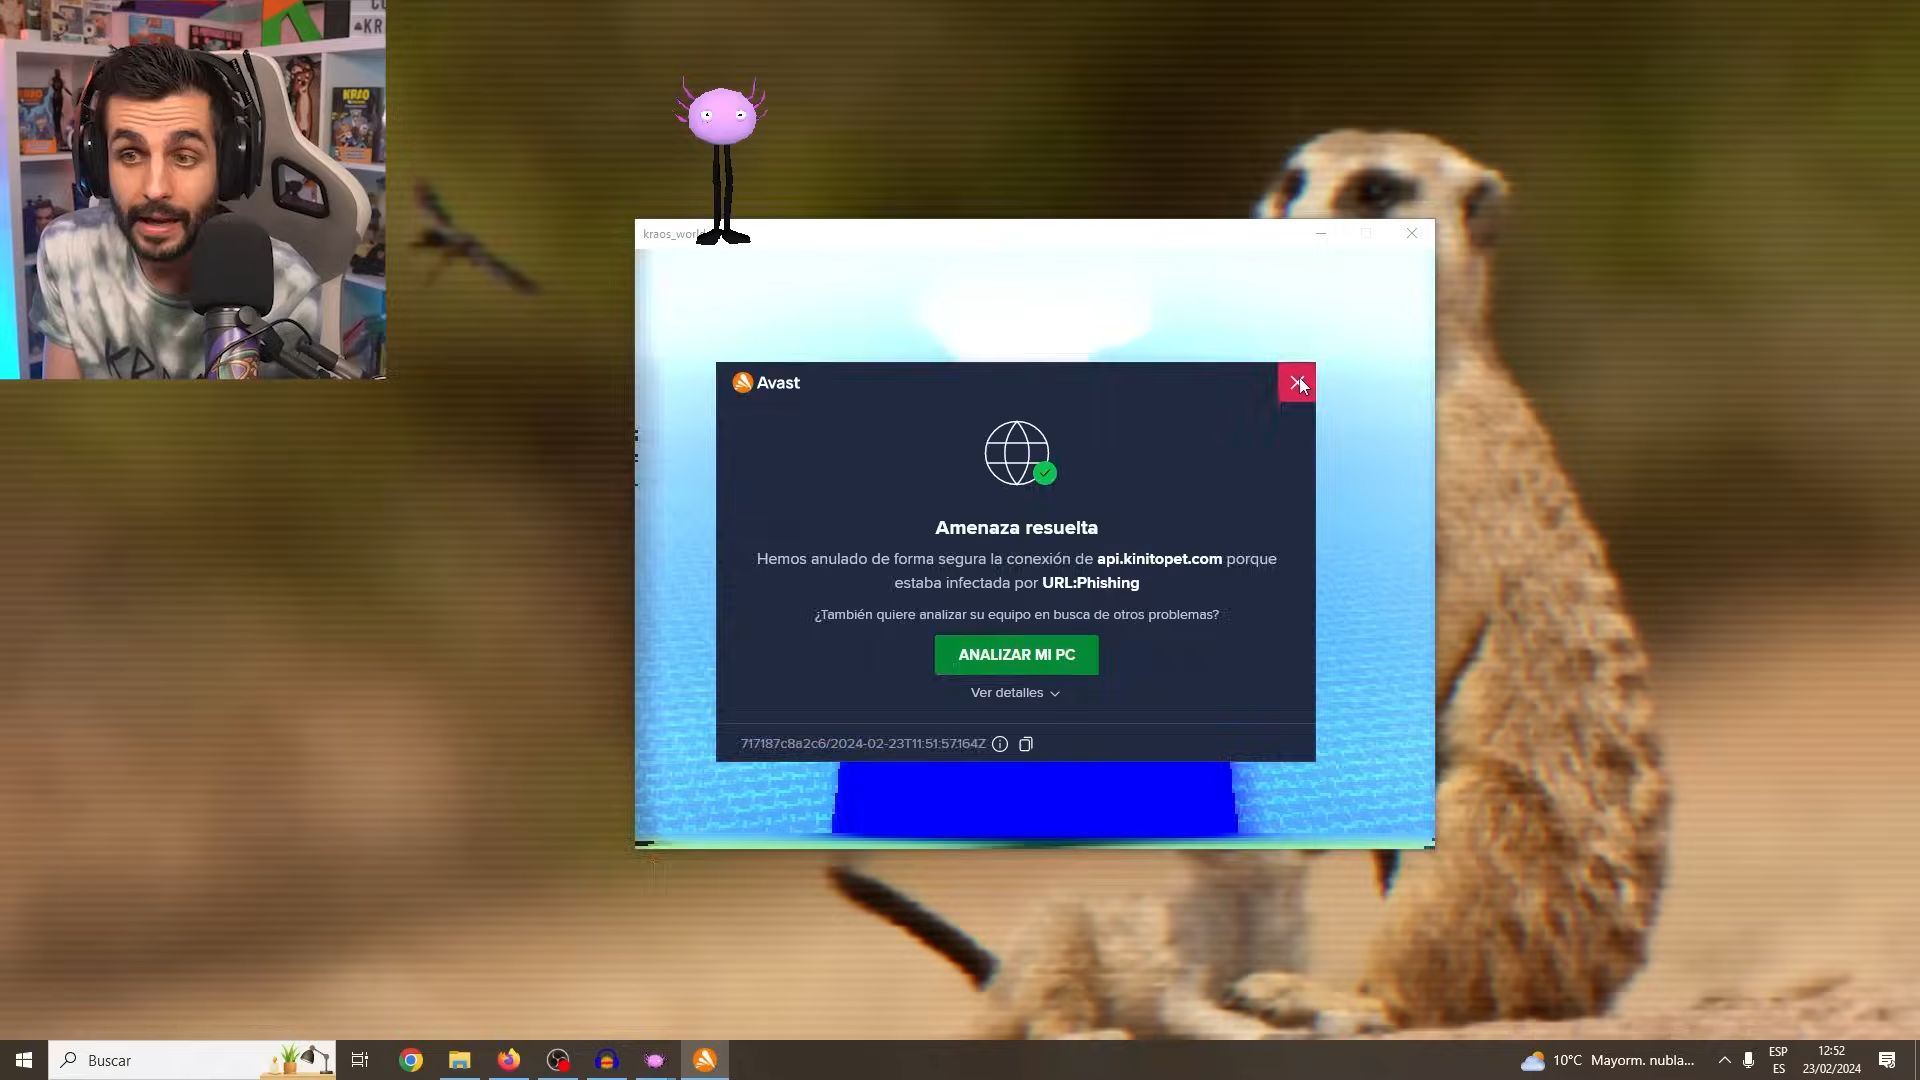 KRAO
KRAO
kraos_worl
Avast
Amenaza resuelta
Hemos anulado de forma segura la conexión de api.kinitopet.com porque
estaba infectada por URL:Phishing
¿También quiere analizar su equipo en busca de otros problemas?
ANALIZAR MI PC
Ver detalles
717187c8a2c6/2024-02-23T11:51:57.164Z
Buscar
10°C Mayorm. nubla...
ESP
ES
12:52
23/02/2024